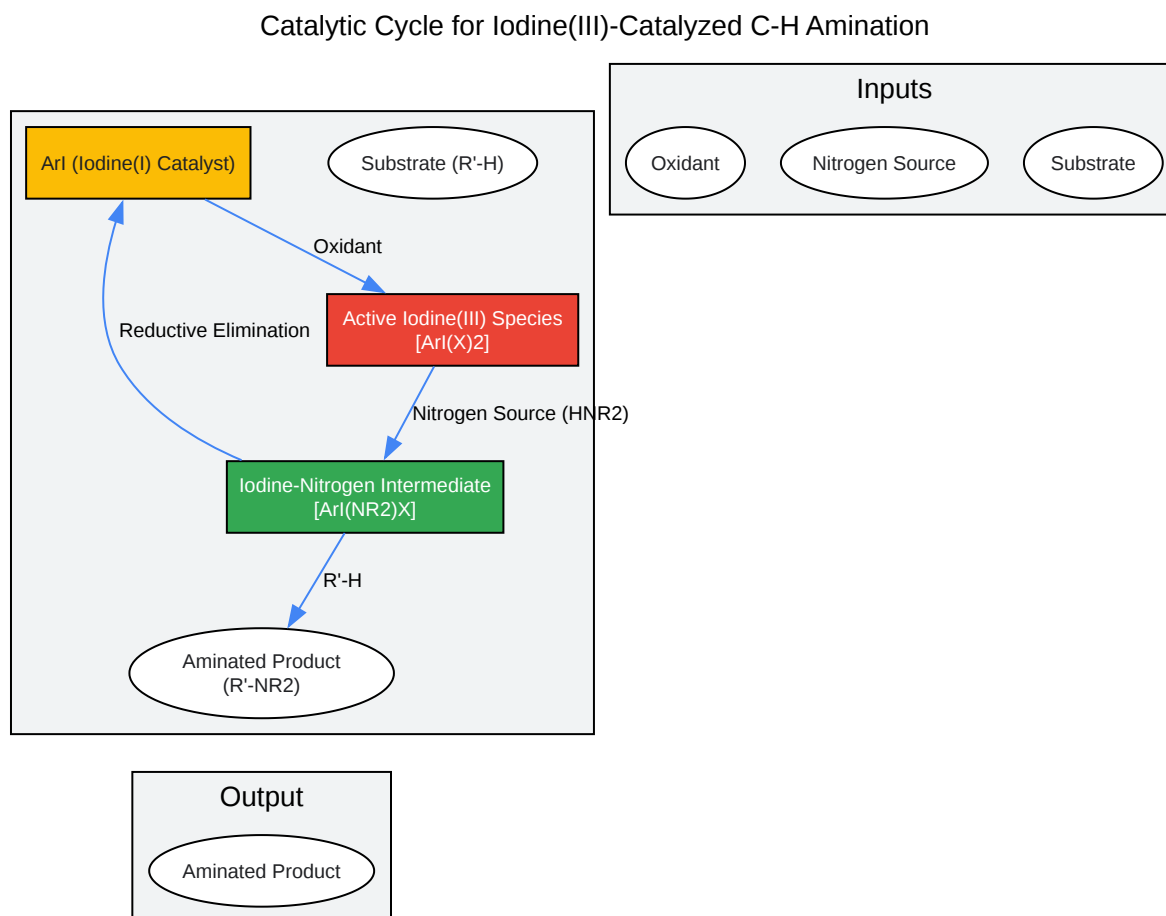 Catalytic Cycle for Iodine(III)-Catalyzed C-H Amination
Inputs
Oxidant
Nitrogen Source
Substrate
ArI (Iodine(I) Catalyst)
Substrate (R'-H)
Oxidant
Active Iodine(III) Species
[ArI(X)2]
Reductive Elimination
Nitrogen Source (HNR2)
Iodine-Nitrogen Intermediate
[ArI(NR2)X]
R'-H
Aminated Product
(R'-NR2)
Output
Aminated Product